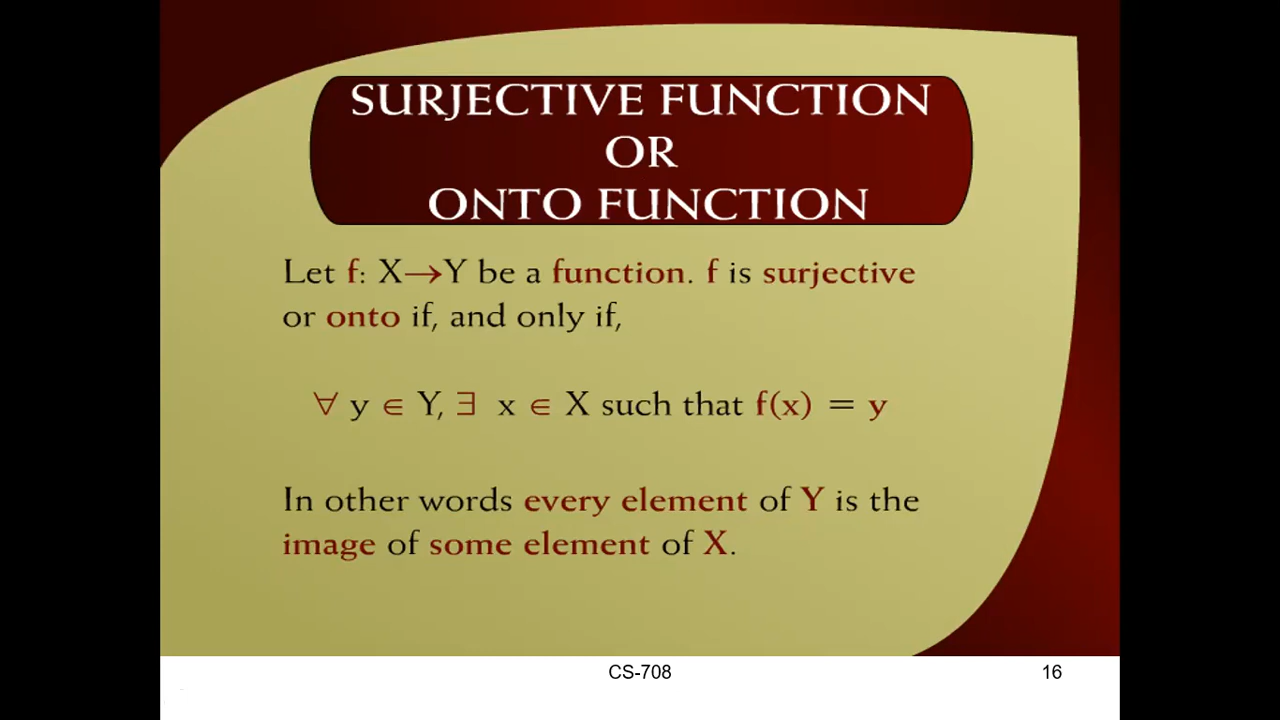 SURJECTIVE FUNCTION
OR
ONTO FUNCTION
Let f: X→Y be a function. f is surjective
or onto if, and only if,
∀ y ∈ Y, ∃ x ∈ X such that f(x) = y
In other words every element of Y is the
image of some element of X.
CS-708
16